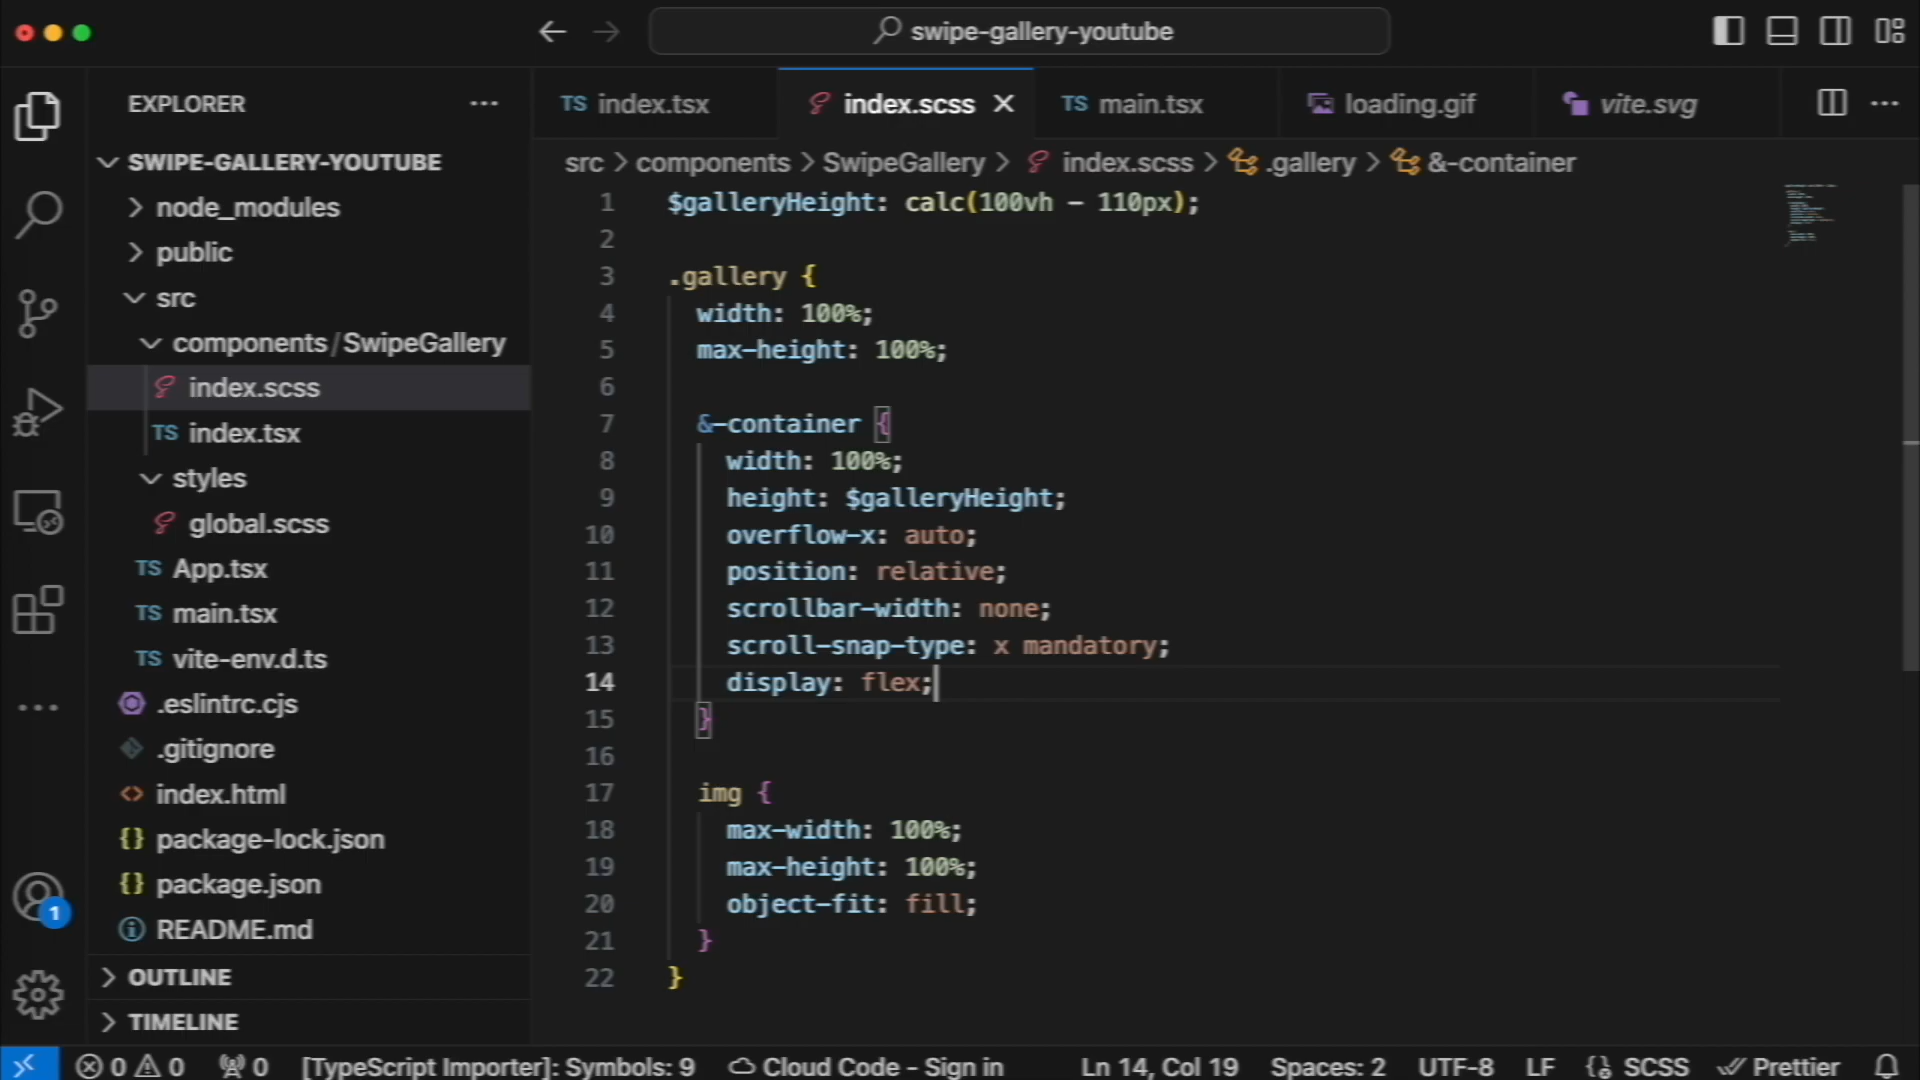 swipe-gallery-youtube
EXPLORER
SWIPE-GALLERY-YOUTUBE
node_modules
public
src
components/SwipeGallery
index.scss
TS index.tsx
styles
global.scss
TS App.tsx
TS main.tsx
TS vite-env.d.ts
.eslintrc.cjs
.gitignore
<> index.html
{} package-lock.json
{} package.json
README.md
OUTLINE
TIMELINE
1
TS index.tsx index.scss TS main.tsx loading.gif vite.svg
src > components > SwipeGallery > index.scss > .gallery > &-container
1 $galleryHeight: calc(100vh - 110px);
2
3 .gallery {
4 width: 100%;
5 max-height: 100%;
6
7 &-container {
8 width: 100%;
9 height: $galleryHeight;
10 overflow-x: auto;
11 position: relative;
12 scrollbar-width: none;
13 scroll-snap-type: x mandatory;
14 display: flex;
15 }
16
17 img {
18 max-width: 100%;
19 max-height: 100%;
20 object-fit: fill;
21 }
22 }
0 0 0 [TypeScript Importer]: Symbols: 9 Cloud Code - Sign in Ln 14, Col 19 Spaces: 2 UTF-8 LF SCSS Prettier